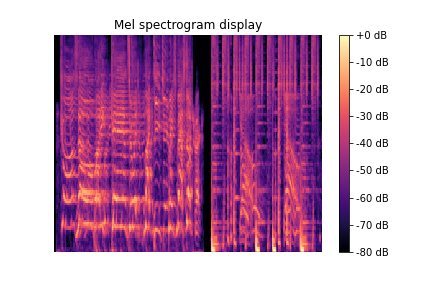 Mel spectrogram display
+0 dB
-10 dB
-20 dB
-30 dB
-40 dB
-50 dB
-60 dB
-70 dB
-80 dB